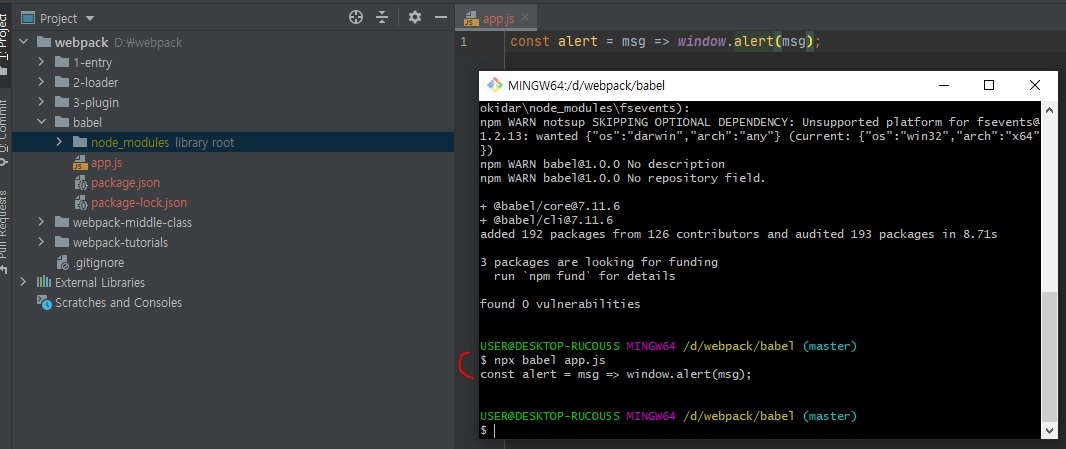 Project
app.js
1: Project
webpack D:\webpack
1-entry
2-loader
3-plugin
babel
node_modules library root
app.js
package.json
package-lock.json
webpack-middle-class
webpack-tutorials
.gitignore
External Libraries
Scratches and Consoles
0: Commit
Pull Requests
1 const alert = msg => window.alert(msg);
MINGW64:/d/webpack/babel
okidar\node_modules\fsevents):
npm WARN notsup SKIPPING OPTIONAL DEPENDENCY: Unsupported platform for fsevents@
1.2.13: wanted {"os":"darwin","arch":"any"} (current: {"os":"win32","arch":"x64"
})
npm WARN babel@1.0.0 No description
npm WARN babel@1.0.0 No repository field.
+ @babel/core@7.11.6
+ @babel/cli@7.11.6
added 192 packages from 126 contributors and audited 193 packages in 8.71s
3 packages are looking for funding
run `npm fund` for details
found 0 vulnerabilities
USER@DESKTOP-RUCOU5S MINGW64 /d/webpack/babel (master)
$ npx babel app.js
const alert = msg => window.alert(msg);
USER@DESKTOP-RUCOU5S MINGW64 /d/webpack/babel (master)
$